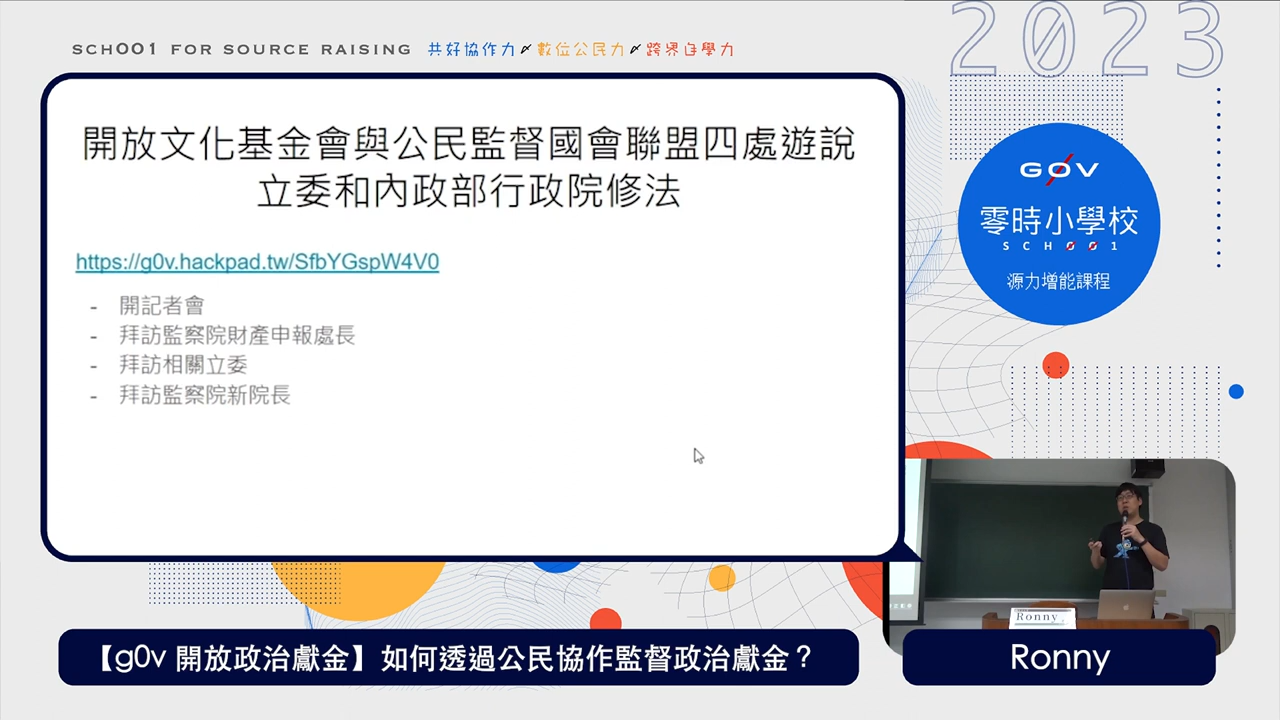 SCHOO1 FOR SOURCE RAISING 共好協作力 數位公民力 跨界自學力
2023
開放文化基金會與公民監督國會聯盟四處遊說
立委和內政部行政院修法
https://g0v.hackpad.tw/SfbYGspW4V0
- 開記者會
- 拜訪監察院財產申報處長
- 拜訪相關立委
- 拜訪監察院新院長
G0V
零時小學校
SCH001
源力增能課程
Ronny
【g0v 開放政治獻金】如何透過公民協作監督政治獻金？
Ronny